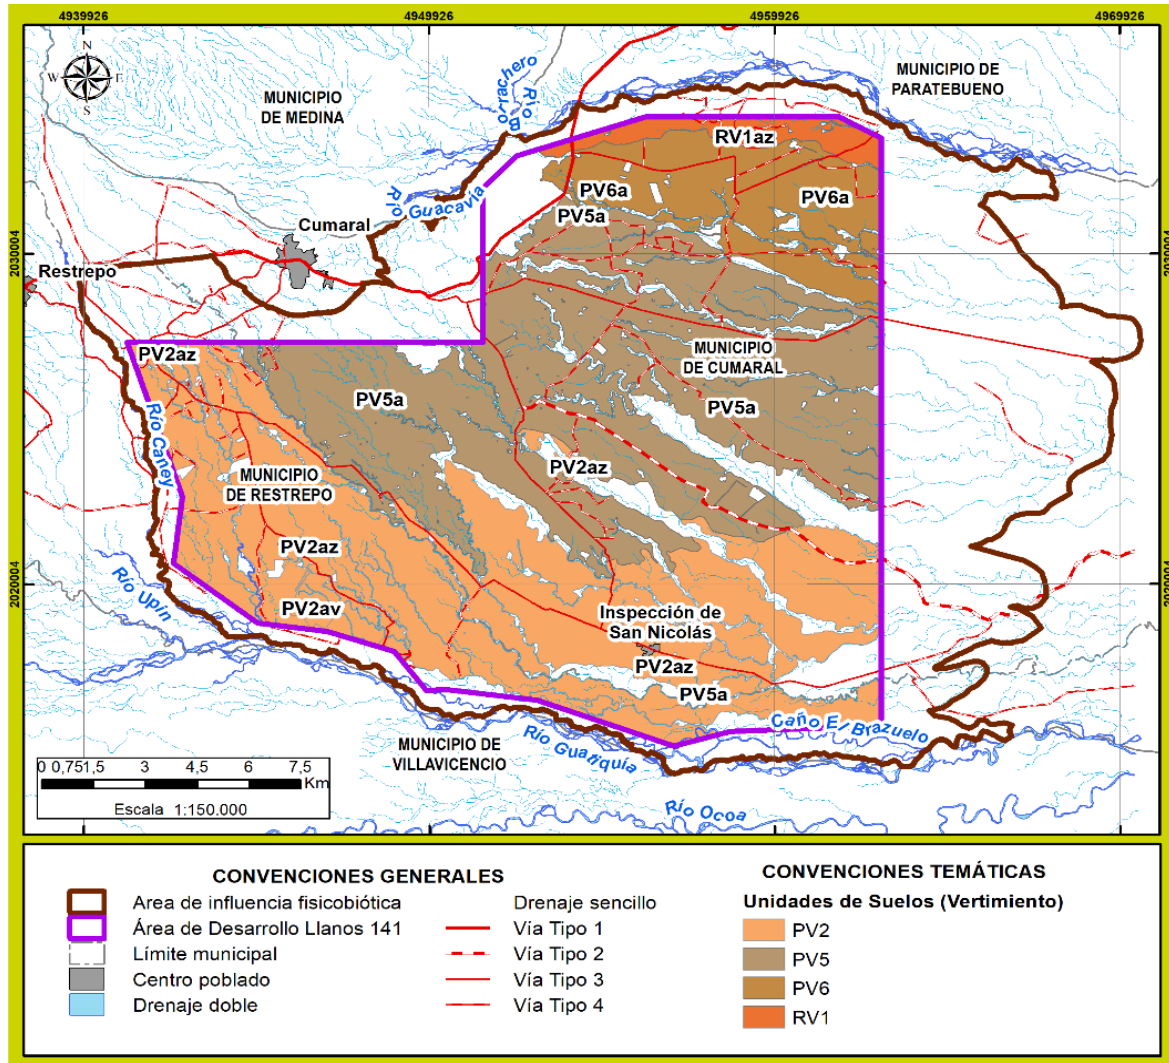 4939926
4949926
4959926
4969926
N
W
E
S
MUNICIPIO
DE MEDINA
Río Borrachero
MUNICIPIO DE
PARATEBUENO
RV1az
PV6a
PV6a
PV5a
Río Guacavía
Cumaral
2030004
2030004
Restrepo
PV2az
MUNICIPIO
DE CUMARAL
PV5a
PV5a
Río Caney
MUNICIPIO
DE RESTREPO
PV2az
PV2az
2020004
2020004
Río Upín
PV2av
Inspección de
San Nicolás
PV2az
PV5a
Caño El Brazuelo
MUNICIPIO DE
VILLAVICENCIO
Río Guatiquía
Río Ocoa
0 0,751,5 3 4,5 6 7,5
Km
Escala 1:150.000
CONVENCIONES GENERALES
Area de influencia fisicobiótica
Área de Desarrollo Llanos 141
Límite municipal
Centro poblado
Drenaje doble
Drenaje sencillo
Vía Tipo 1
Vía Tipo 2
Vía Tipo 3
Vía Tipo 4
CONVENCIONES TEMÁTICAS
Unidades de Suelos (Vertimiento)
PV2
PV5
PV6
RV1